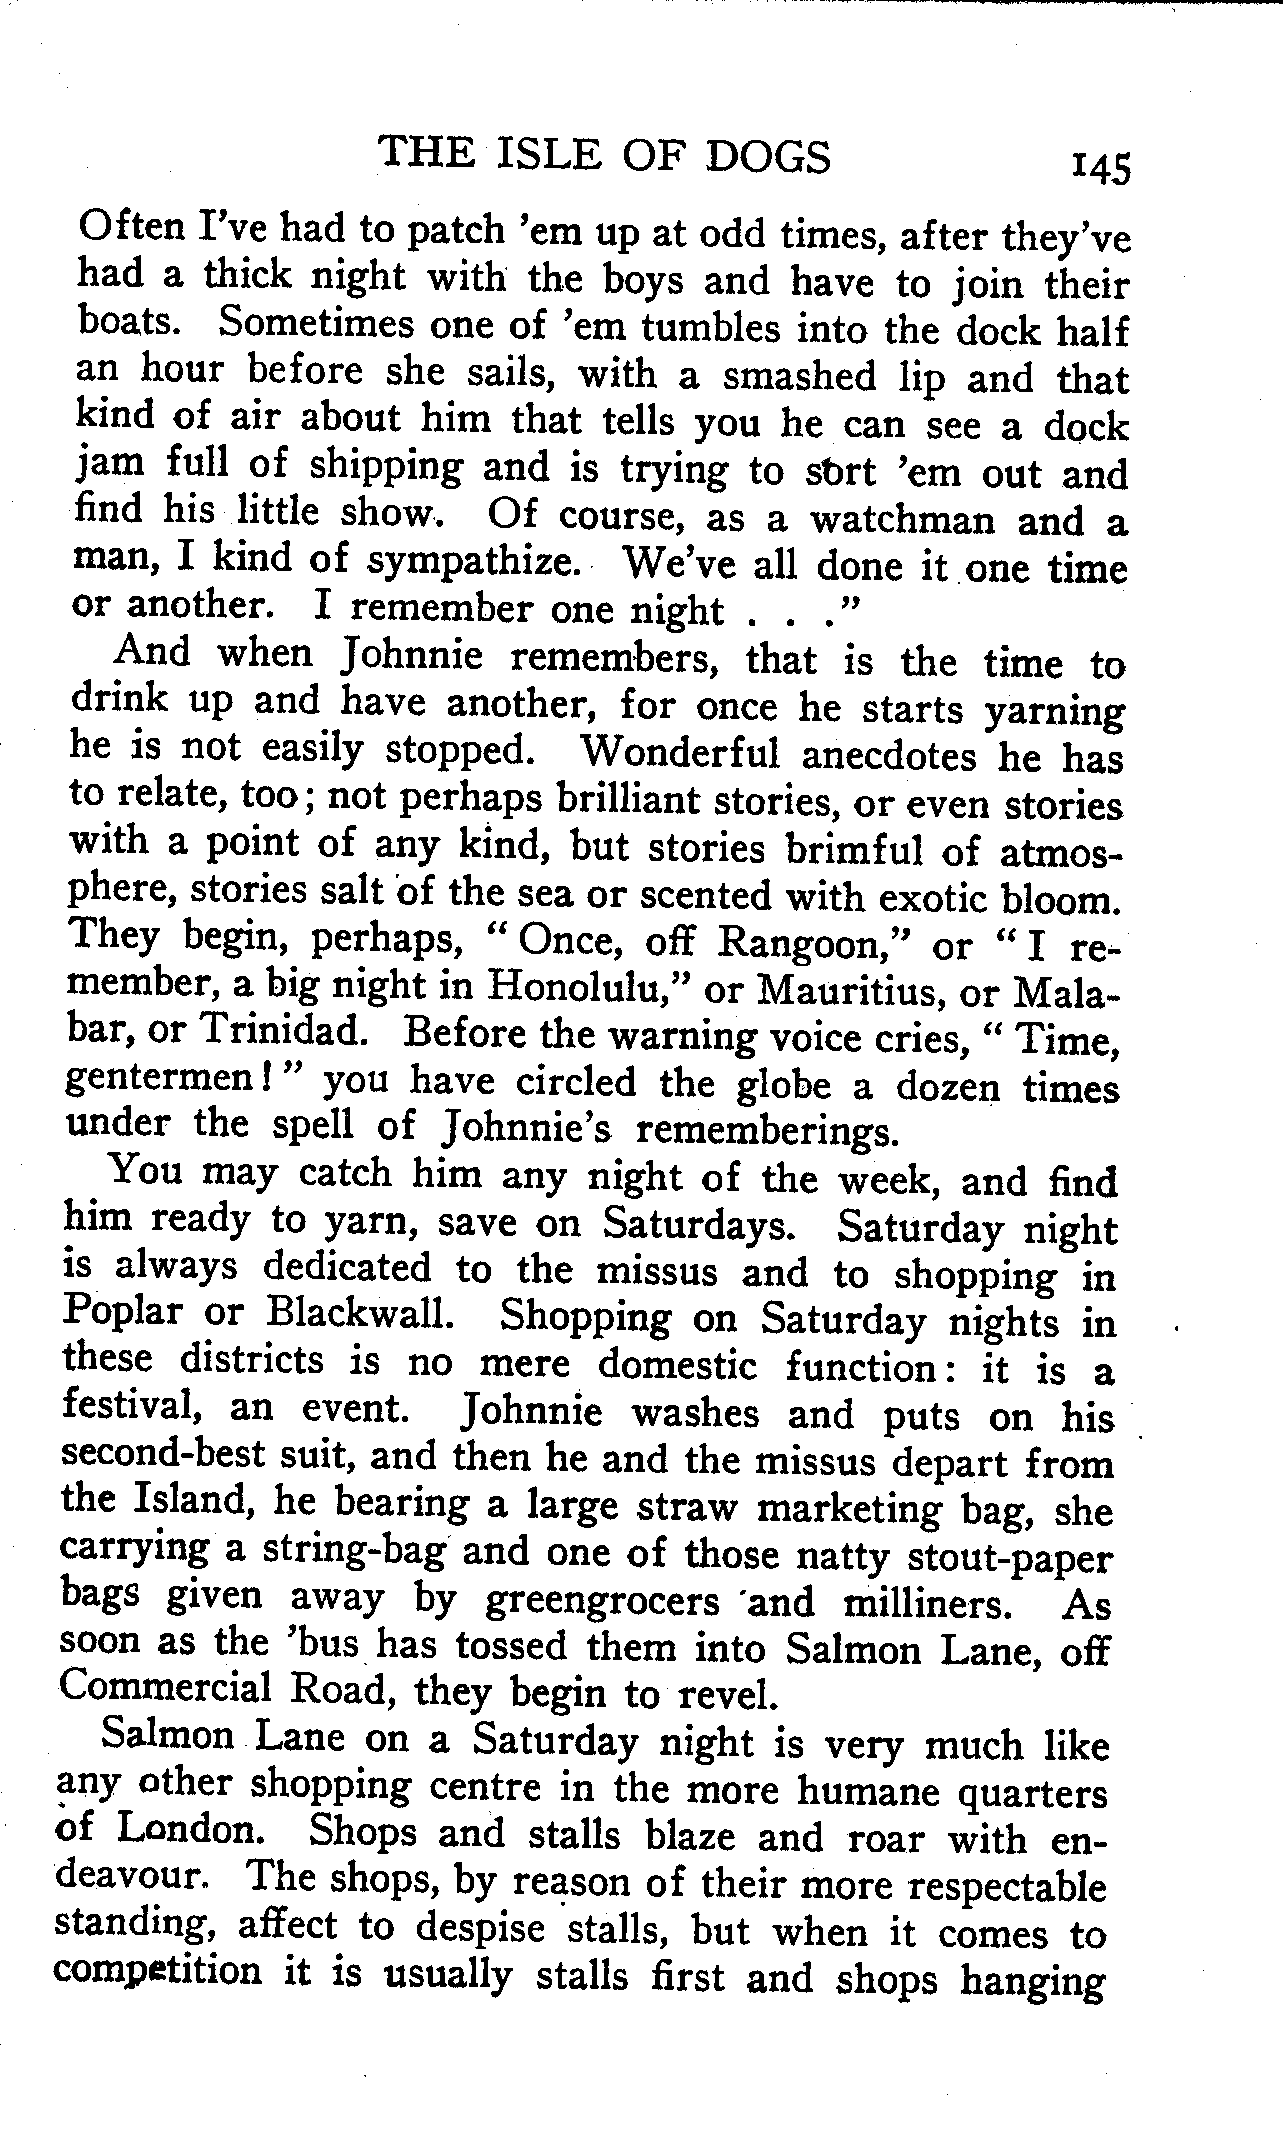 THE ISLE OF DOGS 145
Often I've had to patch 'em up at odd times, after they've
had a thick night with the boys and have to join their
boats. Sometimes one of 'em tumbles into the dock half
an hour before she sails, with a smashed lip and that
kind of air about him that tells you he can see a dock
jam full of shipping and is trying to sort 'em out and
find his little show. Of course, as a watchman and a
man, I kind of sympathize. We've all done it one time
or another. I remember one night . . ."
And when Johnnie remembers, that is the time to
drink up and have another, for once he starts yarning
he is not easily stopped. Wonderful anecdotes he has
to relate, too; not perhaps brilliant stories, or even stories
with a point of any kind, but stories brimful of atmos-
phere, stories salt of the sea or scented with exotic bloom.
They begin, perhaps, "Once, off Rangoon," or "I re-
member, a big night in Honolulu," or Mauritius, or Mala-
bar, or Trinidad. Before the warning voice cries, "Time,
gentermen!" you have circled the globe a dozen times
under the spell of Johnnie's rememberings.
You may catch him any night of the week, and find
him ready to yarn, save on Saturdays. Saturday night
is always dedicated to the missus and to shopping in
Poplar or Blackwall. Shopping on Saturday nights in
these districts is no mere domestic function: it is a
festival, an event. Johnnie washes and puts on his
second-best suit, and then he and the missus depart from
the Island, he bearing a large straw marketing bag, she
carrying a string-bag and one of those natty stout-paper
bags given away by greengrocers and milliners. As
soon as the 'bus has tossed them into Salmon Lane, off
Commercial Road, they begin to revel.
Salmon Lane on a Saturday night is very much like
any other shopping centre in the more humane quarters
of London. Shops and stalls blaze and roar with en-
deavour. The shops, by reason of their more respectable
standing, affect to despise stalls, but when it comes to
competition it is usually stalls first and shops hanging